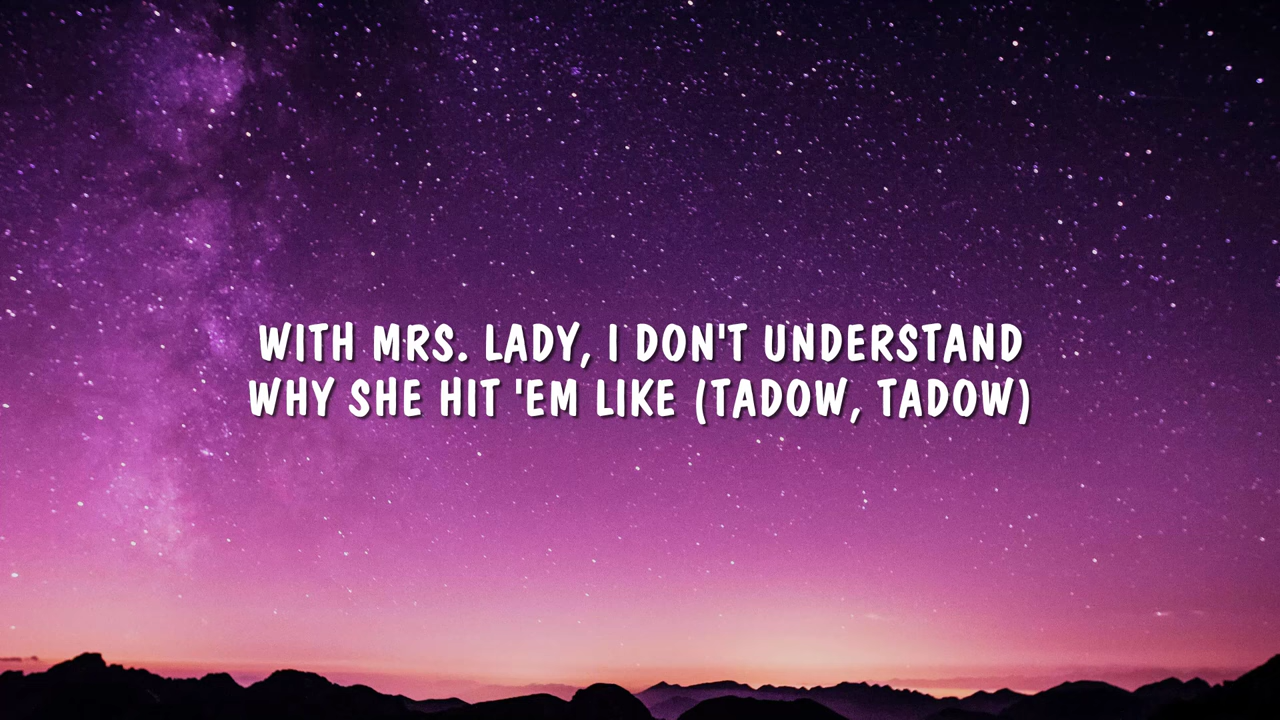 WITH MRS. LADY, I DON'T UNDERSTAND
WHY SHE HIT 'EM LIKE (TADOW, TADOW)